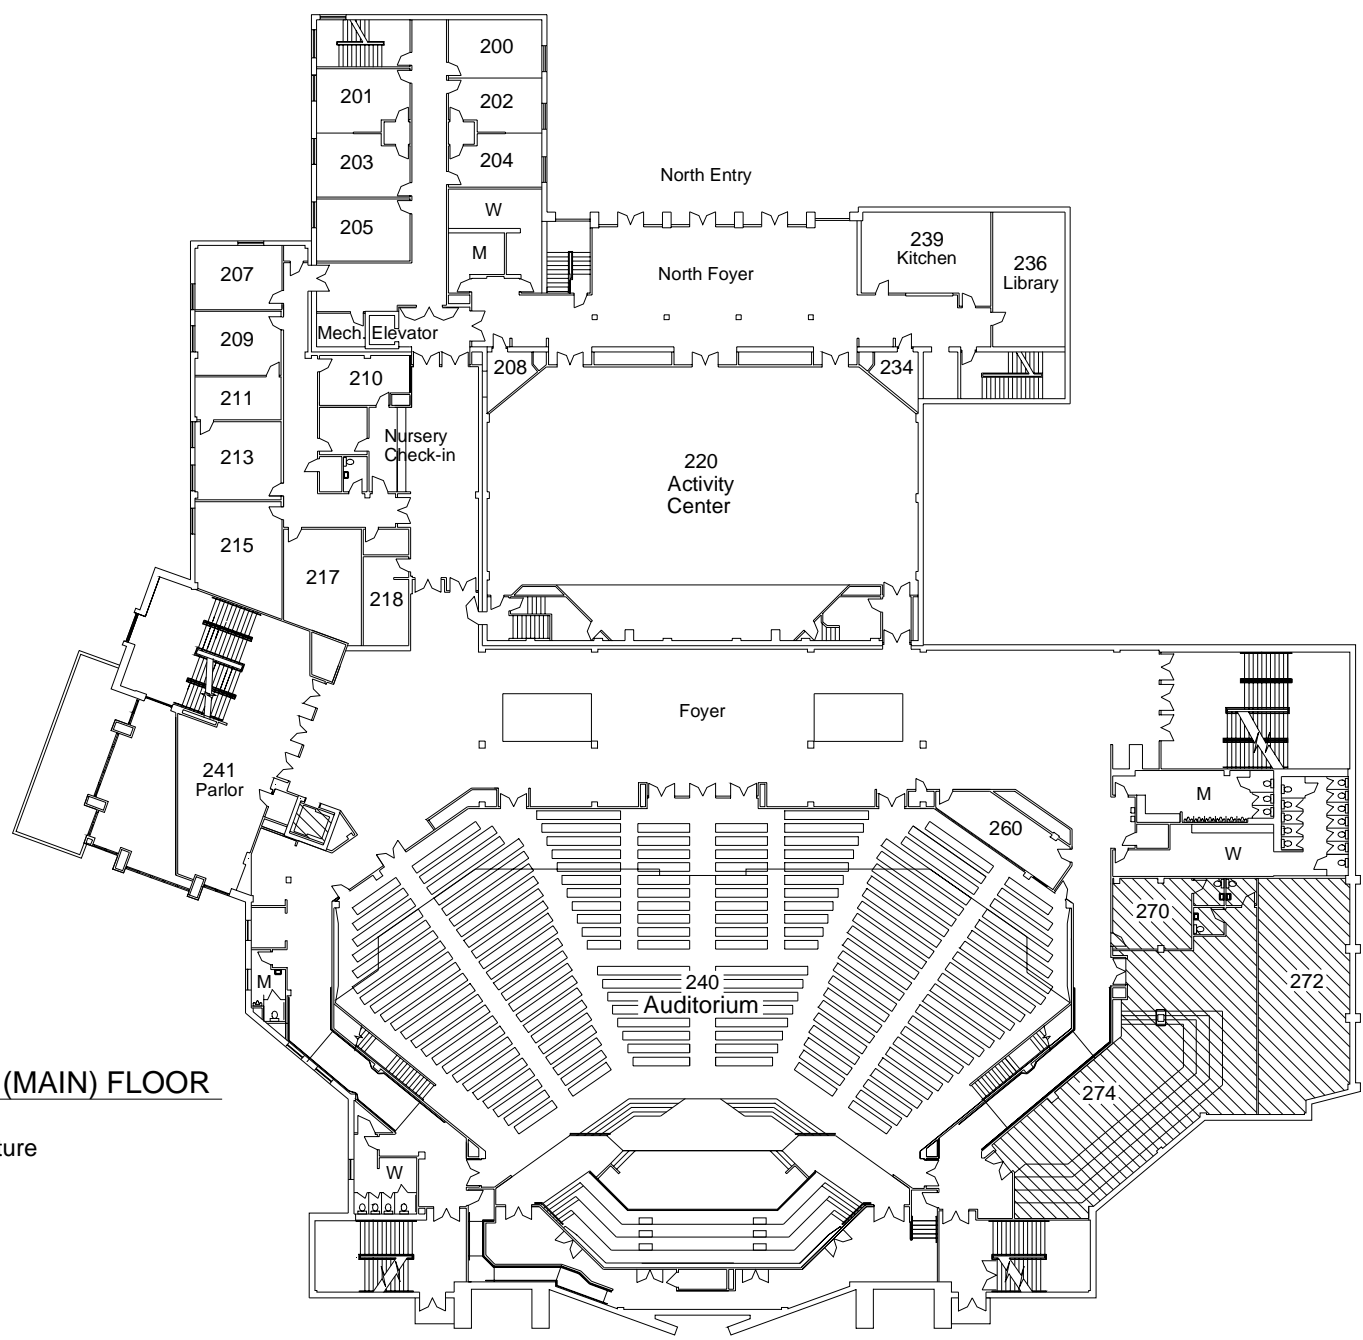 200
201
202
203
204
North Entry
W
205
M
239
Kitchen
236
Library
207
North Foyer
Mech.
Elevator
209
208
234
210
211
Nursery
Check-in
213
220
Activity
Center
215
217
218
Foyer
241
Parlor
M
260
W
270
M
240
Auditorium
272
(MAIN) FLOOR
274
ture
W